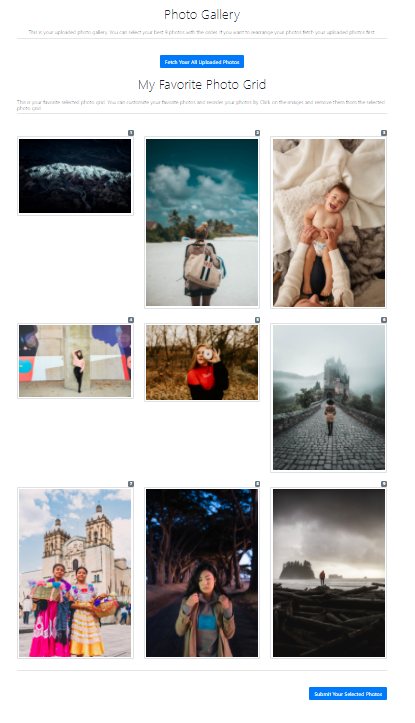 Photo Gallery
This is your uploaded photo gallery. You can select your best 9 photos with the order. If you want to rearrange your photos fetch your uploaded photos first.
Fetch Your All Uploaded Photos
My Favorite Photo Grid
This is your favorite selected photo grid. You can customize your favorite photos and reorder your photos by Click on the images and remove them from the selected
photo grid
1
2
3
4
5
6
7
8
9
Submit Your Selected Photos